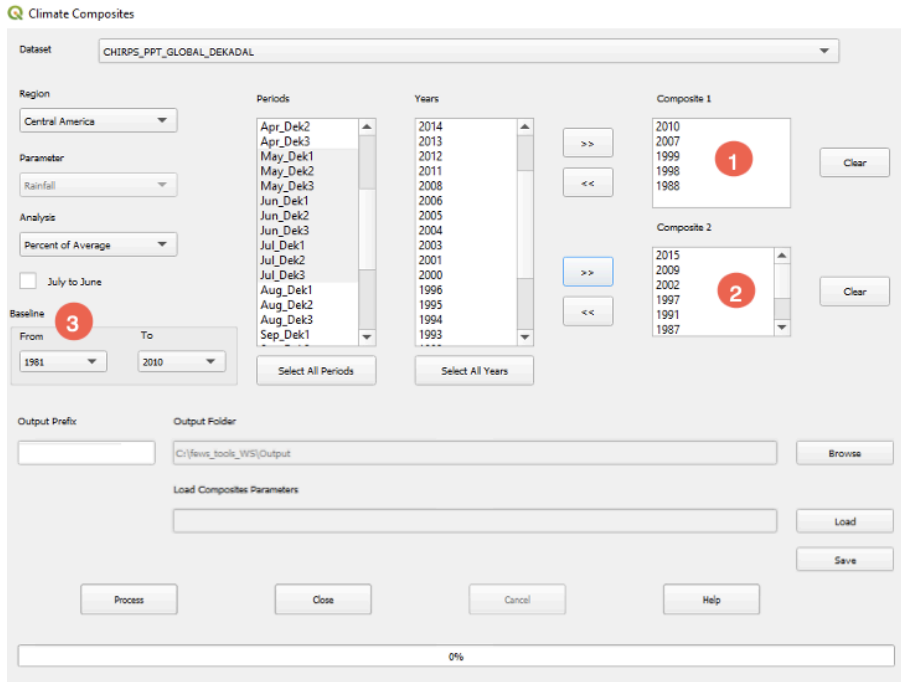 Climate Composites
Dataset
CHIRPS_PPT_GLOBAL_DEKADAL
Region
Central America
Parameter
Rainfall
Analysis
Percent of Average
July to June
Baseline
3
From
To
1981
2010
Periods
Apr_Dek2
Apr_Dek3
May_Dek1
May_Dek2
May_Dek3
Jun_Dek1
Jun_Dek2
Jun_Dek3
Jul_Dek1
Jul_Dek2
Jul_Dek3
Aug_Dek1
Aug_Dek2
Aug_Dek3
Sep_Dek1
Select All Periods
Years
2014
2013
2012
2011
2008
2006
2005
2004
2003
2001
2000
1996
1995
1994
1993
Select All Years
>>
<<
>>
<<
Composite 1
2010
2007
1999
1998
1988
1
Clear
Composite 2
2015
2009
2002
1997
1991
1987
2
Clear
Output Prefix
Output Folder
C:\fews_tools_WS\Output
Browse
Load Composites Parameters
Load
Save
Process
Close
Cancel
Help
0%